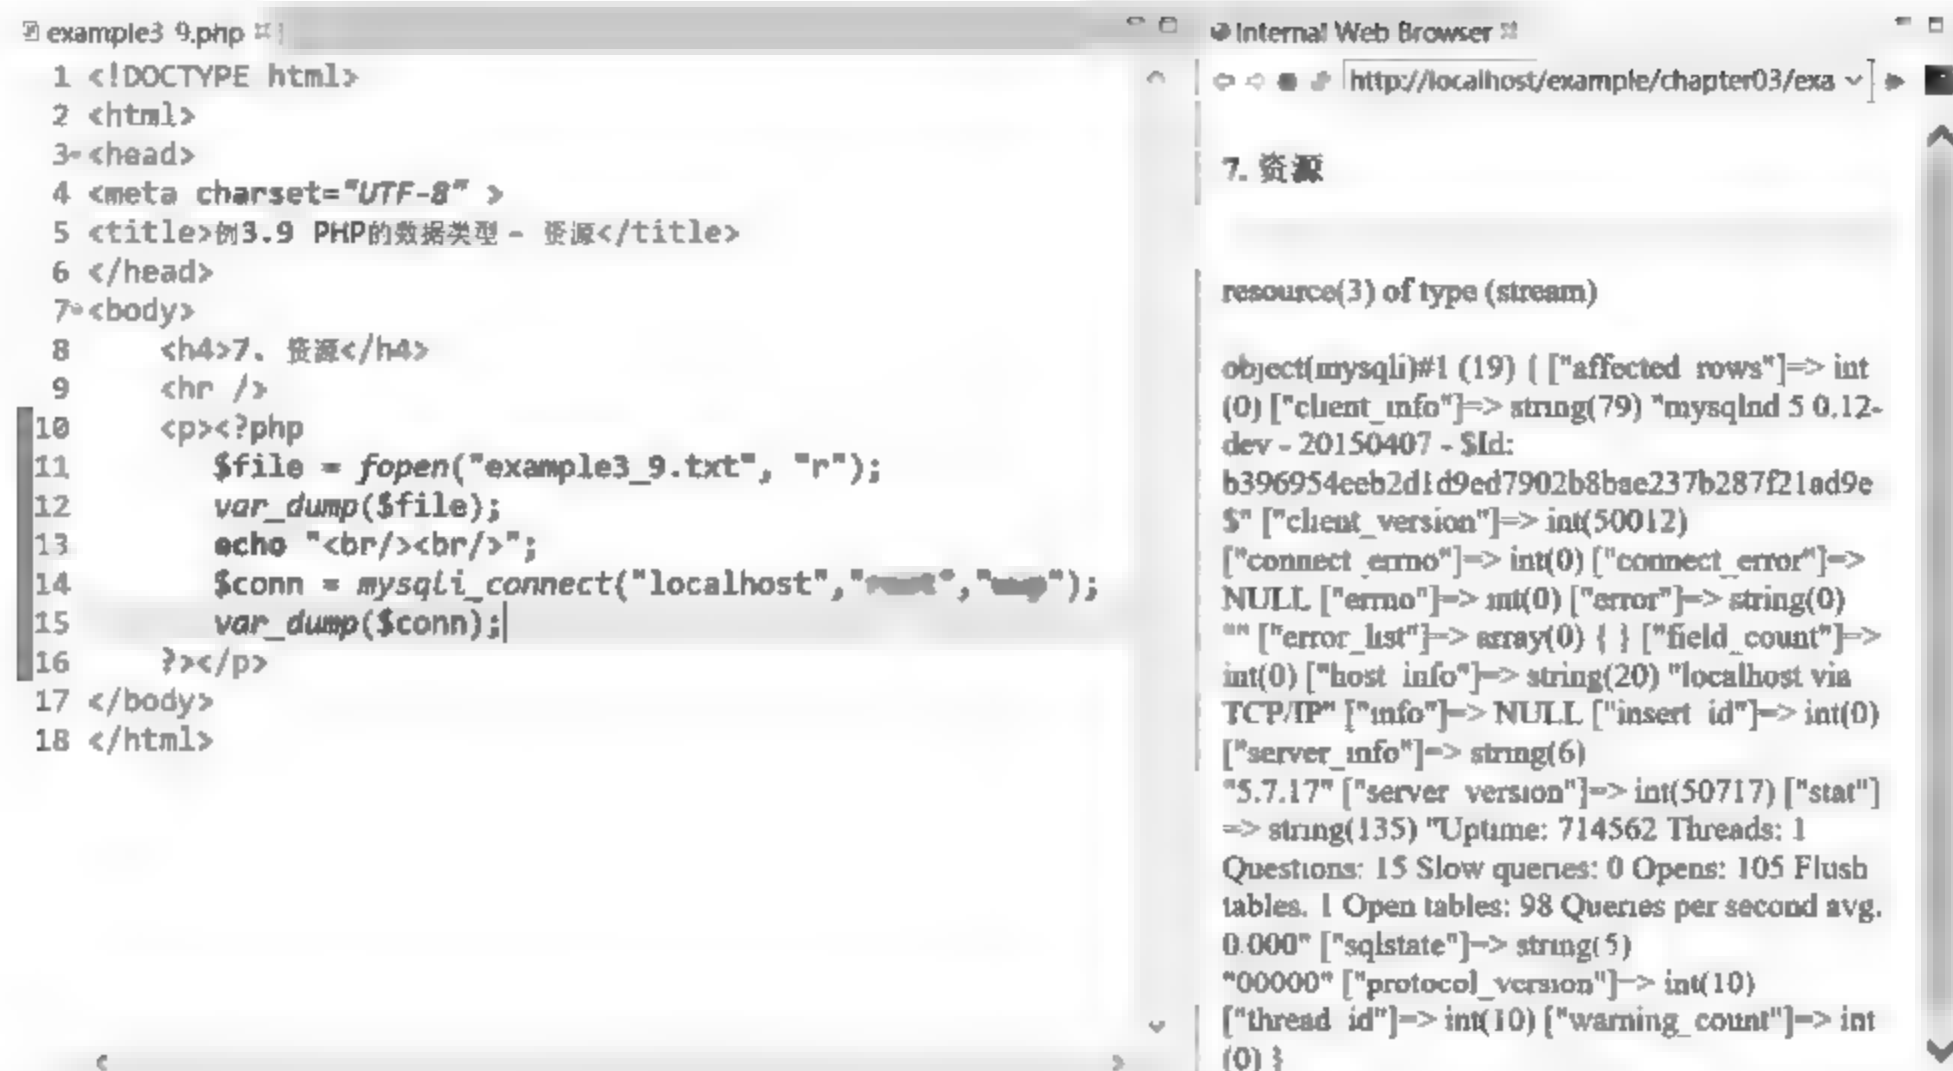 example3_9.php
1 <!DOCTYPE html>
2 <html>
3 <head>
4 <meta charset="UTF-8" >
5 <title>例3.9 PHP的数据类型 - 资源</title>
6 </head>
7 <body>
8 <h4>7. 资源</h4>
9 <hr />
10 <p><?php
11 $file = fopen("example3_9.txt", "r");
12 var_dump($file);
13 echo "<br/><br/>";
14 $conn = mysqli_connect("localhost","","");
15 var_dump($conn);
16 ?></p>
17 </body>
18 </html>
Internal Web Browser
http://localhost/example/chapter03/exa
7. 资源
resource(3) of type (stream)
object(mysqli)#1 (19) { ["affected_rows"]=> int
(0) ["client_info"]=> string(79) "mysqlnd 5.0.12-
dev - 20150407 - $Id:
b396954eeb2d1d9ed7902b8bae237b287f21ad9e
$" ["client_version"]=> int(50012)
["connect_errno"]=> int(0) ["connect_error"]=>
NULL ["errno"]=> int(0) ["error"]=> string(0)
"" ["error_list"]=> array(0) { } ["field_count"]=>
int(0) ["host_info"]=> string(20) "localhost via
TCP/IP" ["info"]=> NULL ["insert_id"]=> int(0)
["server_info"]=> string(6)
"5.7.17" ["server_version"]=> int(50717) ["stat"]
=> string(135) "Uptime: 714562 Threads: 1
Questions: 15 Slow queries: 0 Opens: 105 Flush
tables: 1 Open tables: 98 Queries per second avg:
0.000" ["sqlstate"]=> string(5)
"00000" ["protocol_version"]=> int(10)
["thread_id"]=> int(10) ["warning_count"]=> int
(0) }